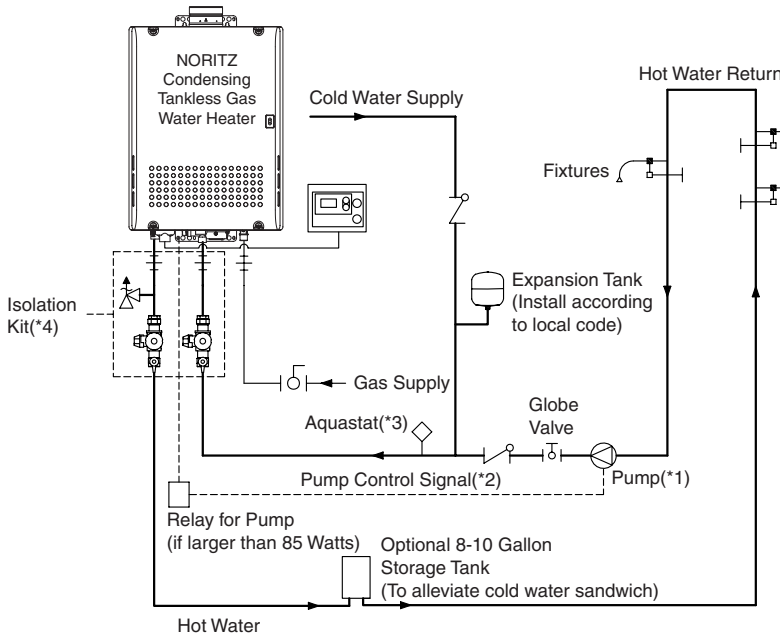 NORITZ
Condensing
Tankless Gas
Water Heater
Hot Water Return
Cold Water Supply
Fixtures
Expansion Tank
(Install according
to local code)
Isolation
Kit(*4)
Gas Supply
Globe
Valve
Aquastat(*3)
Pump Control Signal(*2)
Pump(*1)
Relay for Pump
(if larger than 85 Watts)
Optional 8-10 Gallon
Storage Tank
(To alleviate cold water sandwich)
Hot Water